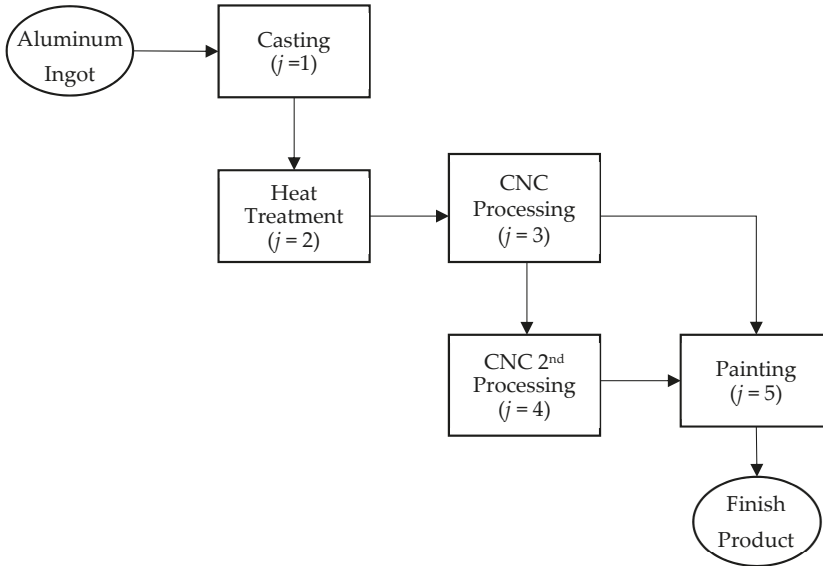 Aluminum
Ingot
Casting
(j =1)
Heat
Treatment
(j = 2)
CNC
Processing
(j = 3)
CNC 2nd
Processing
(j = 4)
Painting
(j = 5)
Finish
Product